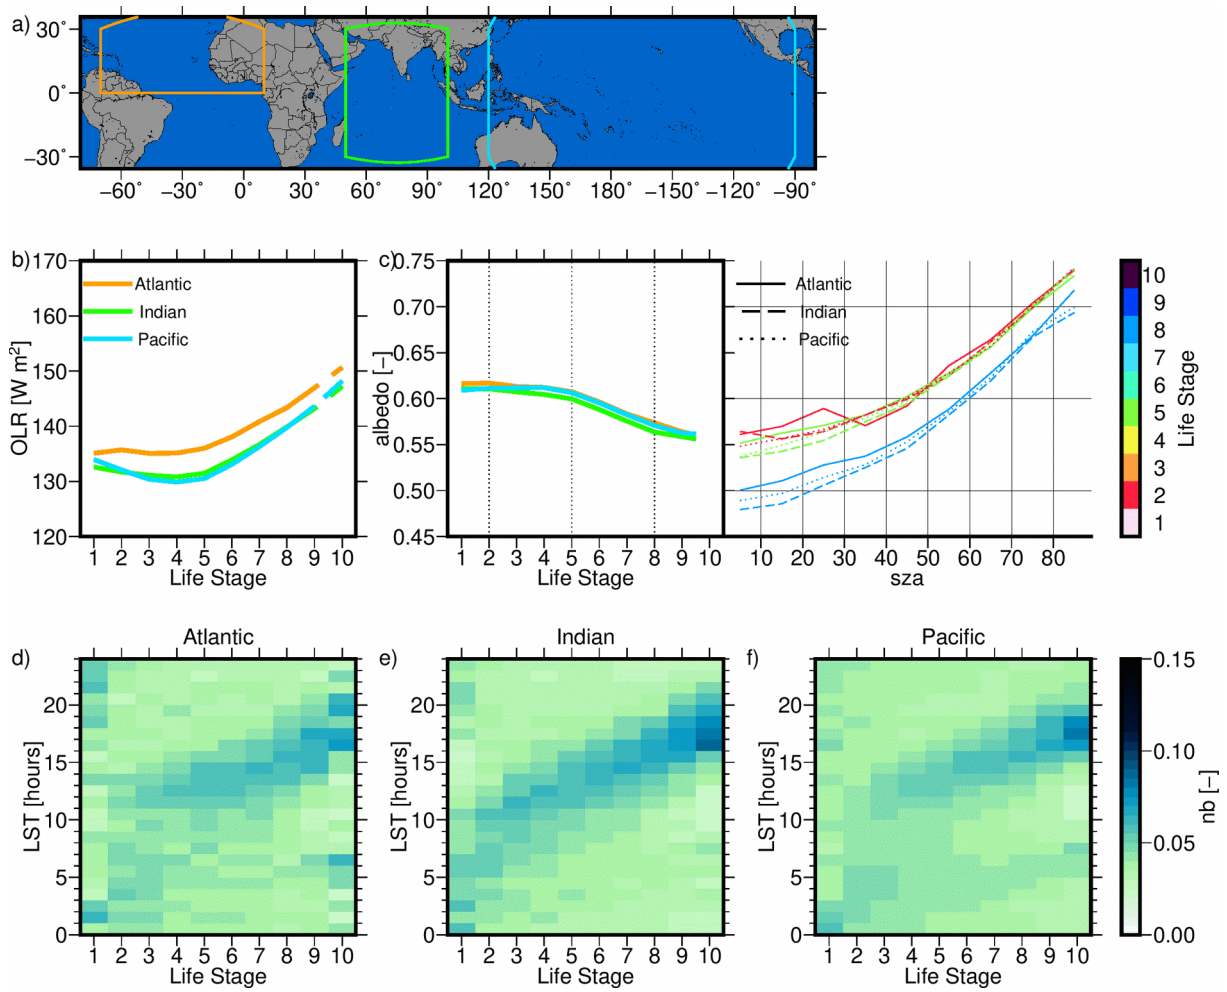 a)
30°
0°
−30°
30°
0°
−30°
−60° −30° 0° 30° 60° 90° 120° 150° 180° −150° −120° −90°
b)
170
160
150
140
130
120
OLR [W m²]
Atlantic
Indian
Pacific
1 2 3 4 5 6 7 8 9 10
Life Stage
c)
0.75
0.70
0.65
0.60
0.55
0.50
0.45
albedo [−]
1 2 3 4 5 6 7 8 9 10
Life Stage
Atlantic
Indian
Pacific
10 20 30 40 50 60 70 80
sza
10
9
8
7
6
5
4
3
2
1
Life Stage
Atlantic
d)
20
15
10
5
0
LST [hours]
1 2 3 4 5 6 7 8 9 10
Life Stage
Indian
e)
20
15
10
5
0
LST [hours]
1 2 3 4 5 6 7 8 9 10
Life Stage
Pacific
f)
20
15
10
5
0
LST [hours]
1 2 3 4 5 6 7 8 9 10
Life Stage
0.15
0.10
0.05
0.00
nb [−]